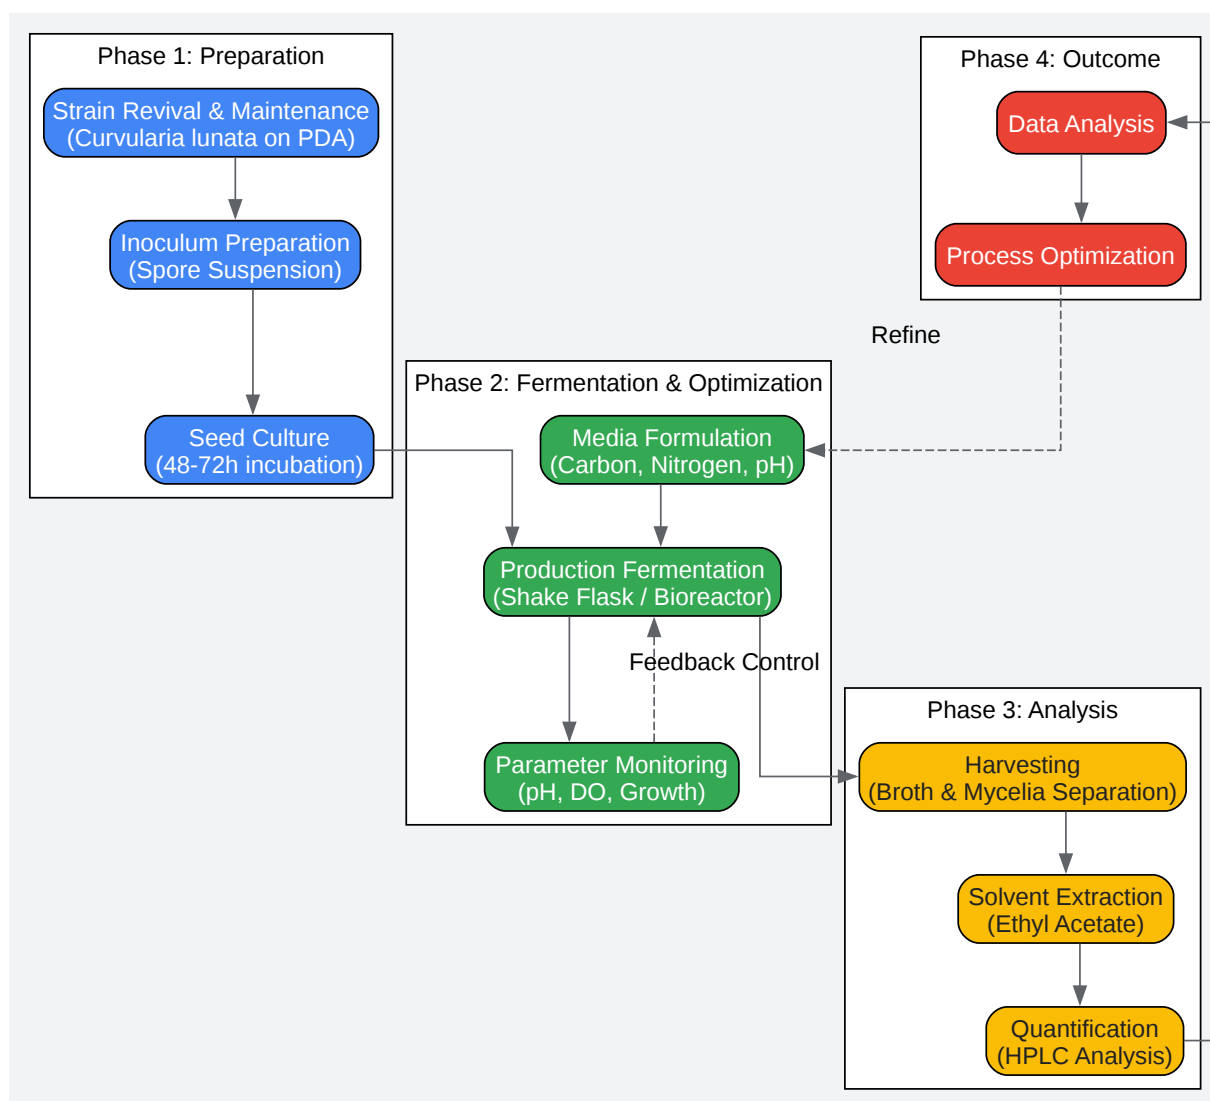 Phase 1: Preparation
Strain Revival & Maintenance
(Curvularia lunata on PDA)
Inoculum Preparation
(Spore Suspension)
Seed Culture
(48-72h incubation)
Phase 2: Fermentation & Optimization
Media Formulation
(Carbon, Nitrogen, pH)
Production Fermentation
(Shake Flask / Bioreactor)
Feedback Control
Parameter Monitoring
(pH, DO, Growth)
Phase 3: Analysis
Harvesting
(Broth & Mycelia Separation)
Solvent Extraction
(Ethyl Acetate)
Quantification
(HPLC Analysis)
Phase 4: Outcome
Data Analysis
Process Optimization
Refine